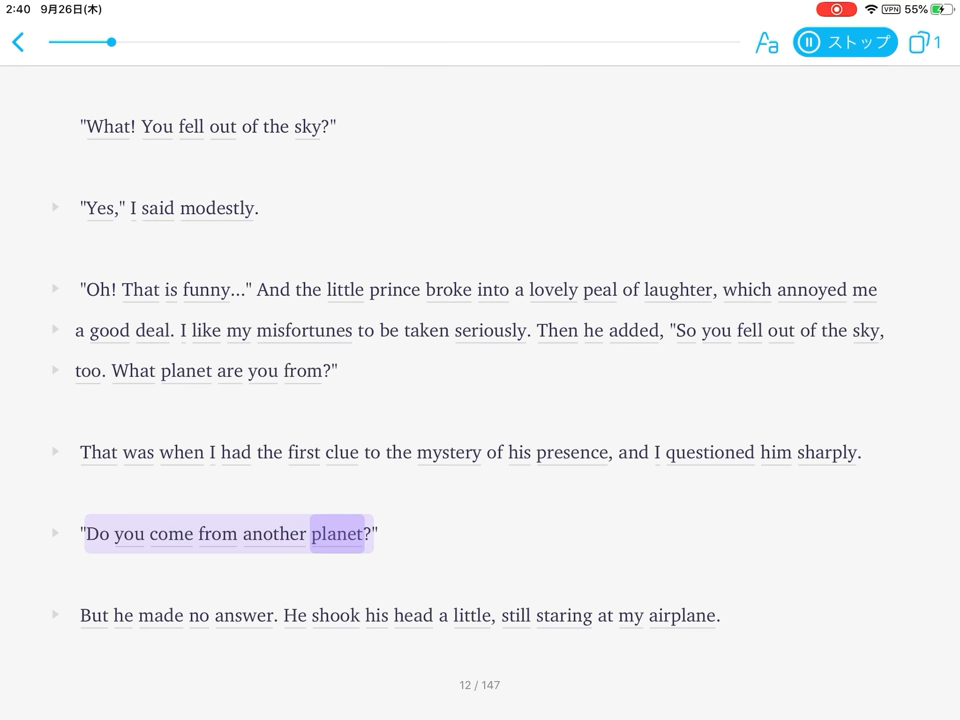 2:40 9月26日(木) VPN 55%
ストップ 1
"What! You fell out of the sky?"
"Yes," I said modestly.
"Oh! That is funny..." And the little prince broke into a lovely peal of laughter, which annoyed me
a good deal. I like my misfortunes to be taken seriously. Then he added, "So you fell out of the sky,
too. What planet are you from?"
That was when I had the first clue to the mystery of his presence, and I questioned him sharply.
"Do you come from another planet?"
But he made no answer. He shook his head a little, still staring at my airplane.
12 / 147